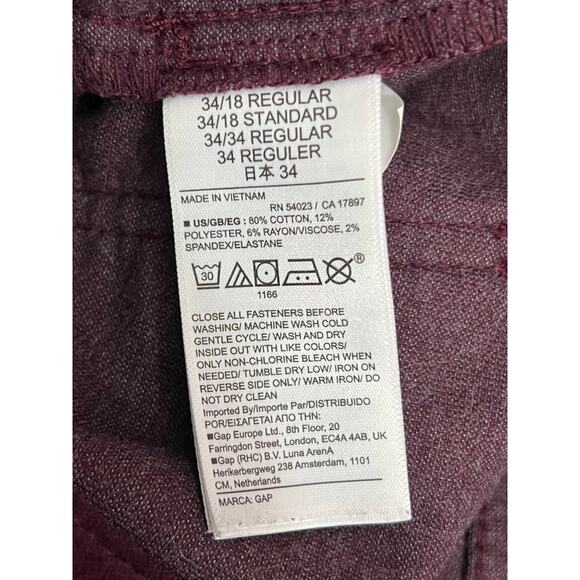 34/18 REGULAR
34/18 STANDARD
34/34 REGULAR
34 REGULER
日本 34
MADE IN VIETNAM
RN 54023 / CA 17897
■ US/GB/EG : 80% COTTON, 12%
POLYESTER, 6% RAYON/VISCOSE, 2%
SPANDEX/ELASTANE
30
®
1166
CLOSE ALL FASTENERS BEFORE
WASHING/ MACHINE WASH COLD
GENTLE CYCLE/ WASH AND DRY
INSIDE OUT WITH LIKE COLORS/
ONLY NON-CHLORINE BLEACH WHEN
NEEDED/ TUMBLE DRY LOW/ IRON ON
REVERSE SIDE ONLY/ WARM IRON/ DO
NOT DRY CLEAN
Imported By/Importe Par/DISTRIBUIDO
POR/ΕΙΣΑΓΕΤΑΙ ΑΠΟ ΤΗΝ:
■Gap Europe Ltd., 8th Floor, 20
Farringdon Street, London, EC4A 4AB, UK
■Gap (RHC) B.V. Luna ArenA
Herikerbergweg 238 Amsterdam, 1101
CM, Netherlands
MARCA: GAP